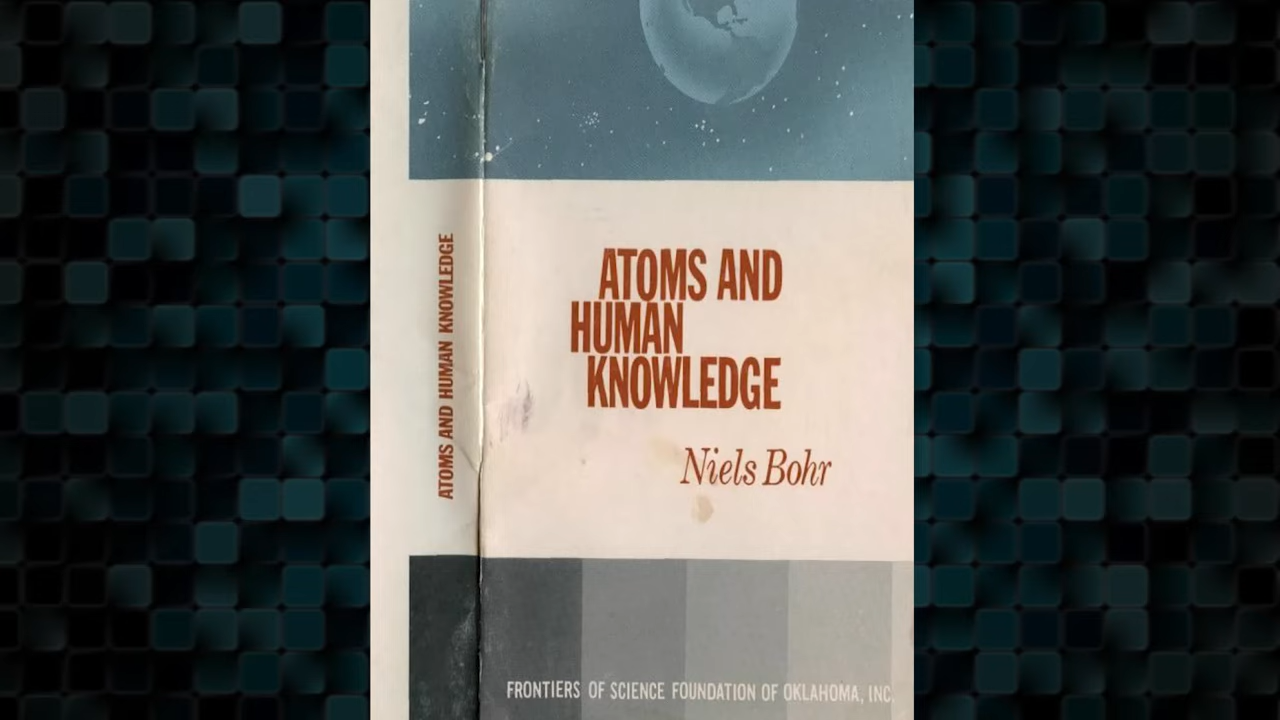 ATOMS AND HUMAN KNOWLEDGE
ATOMS AND
HUMAN
KNOWLEDGE
Niels Bohr
FRONTIERS OF SCIENCE FOUNDATION OF OKLAHOMA, INC.